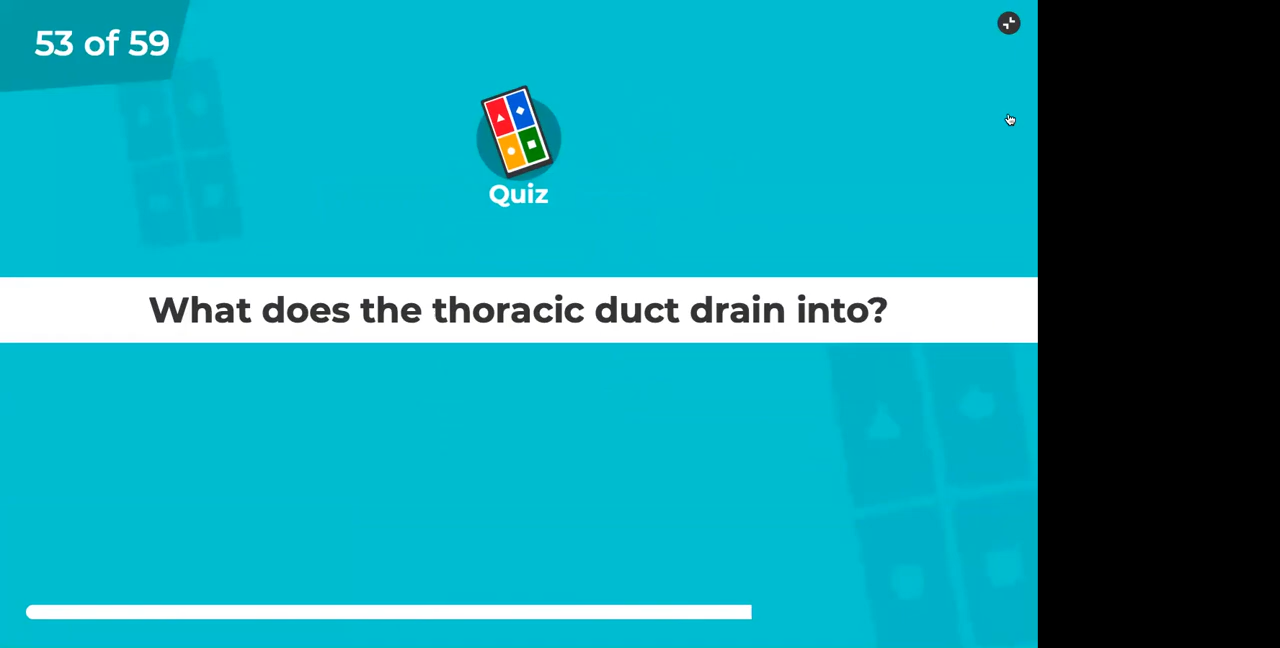 53 of 59
Quiz
What does the thoracic duct drain into?